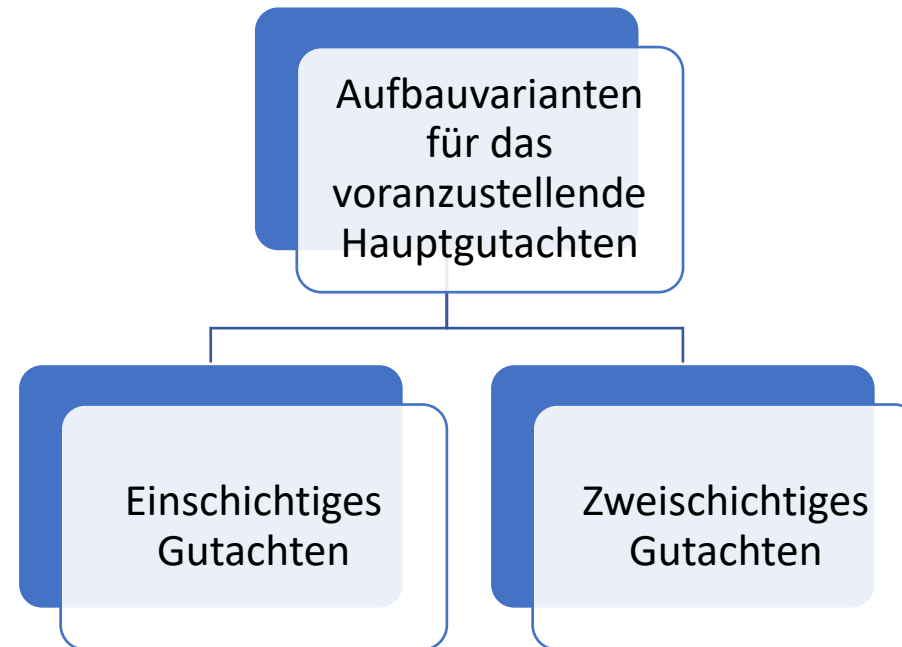 Aufbauvarianten
für das
voranzustellende
Hauptgutachten
Einschichtiges
Gutachten
Zweischichtiges
Gutachten